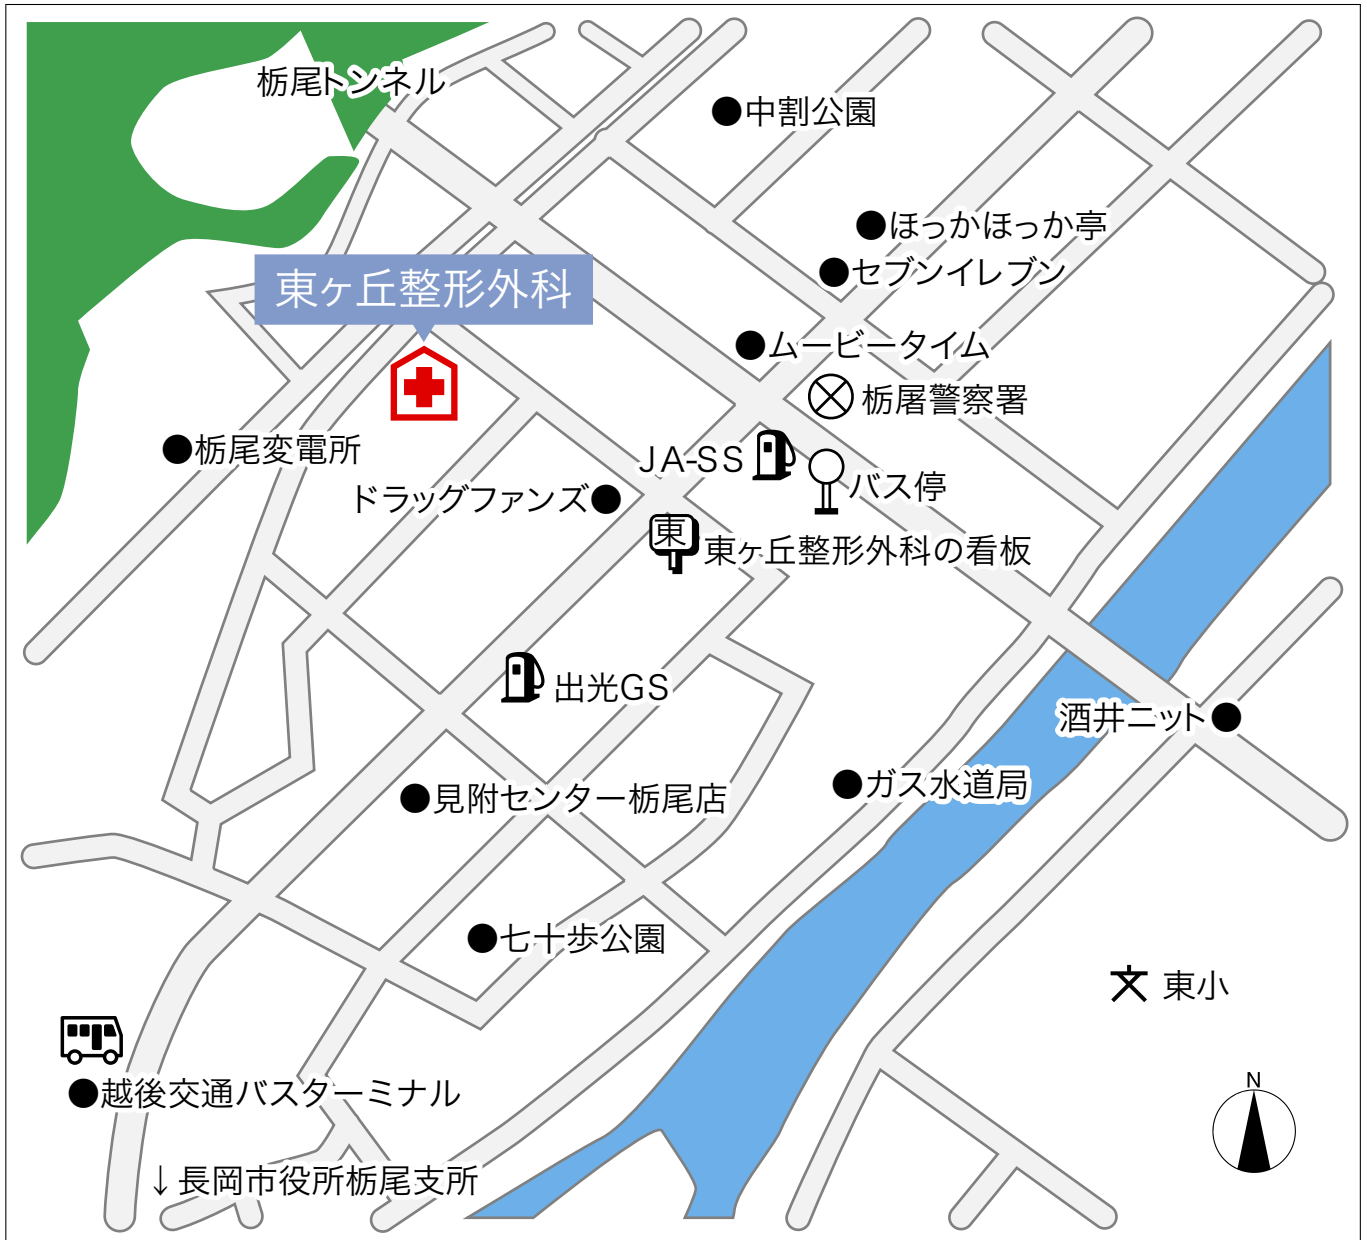 栃尾トンネル
中割公園
ほっかほっか亭
セブンイレブン
東ヶ丘整形外科
ムービータイム
栃屠警察署
栃尾変電所
JA-SS
バス停
ドラッグファンズ
東
東ヶ丘整形外科の看板
出光GS
酒井ニット
ガス水道局
見附センター栃尾店
七十歩公園
東小
越後交通バスターミナル
N
↓長岡市役所栃尾支所